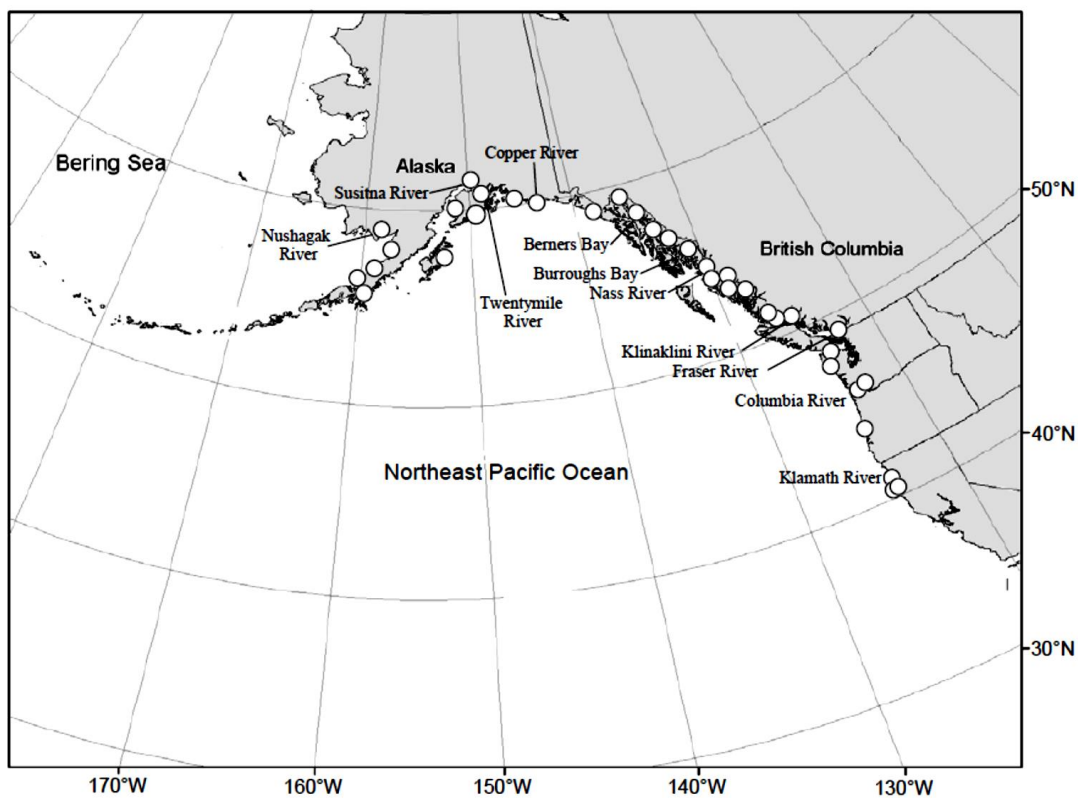 Bering Sea
Alaska
Copper River
Susitna River
50°N
Nushagak
River
Berners Bay
British Columbia
Burroughs Bay
Nass River
Twentymile
River
Klinaklini River
Fraser River
Columbia River
40°N
Northeast Pacific Ocean
Klamath River
30°N
170°W
160°W
150°W
140°W
130°W